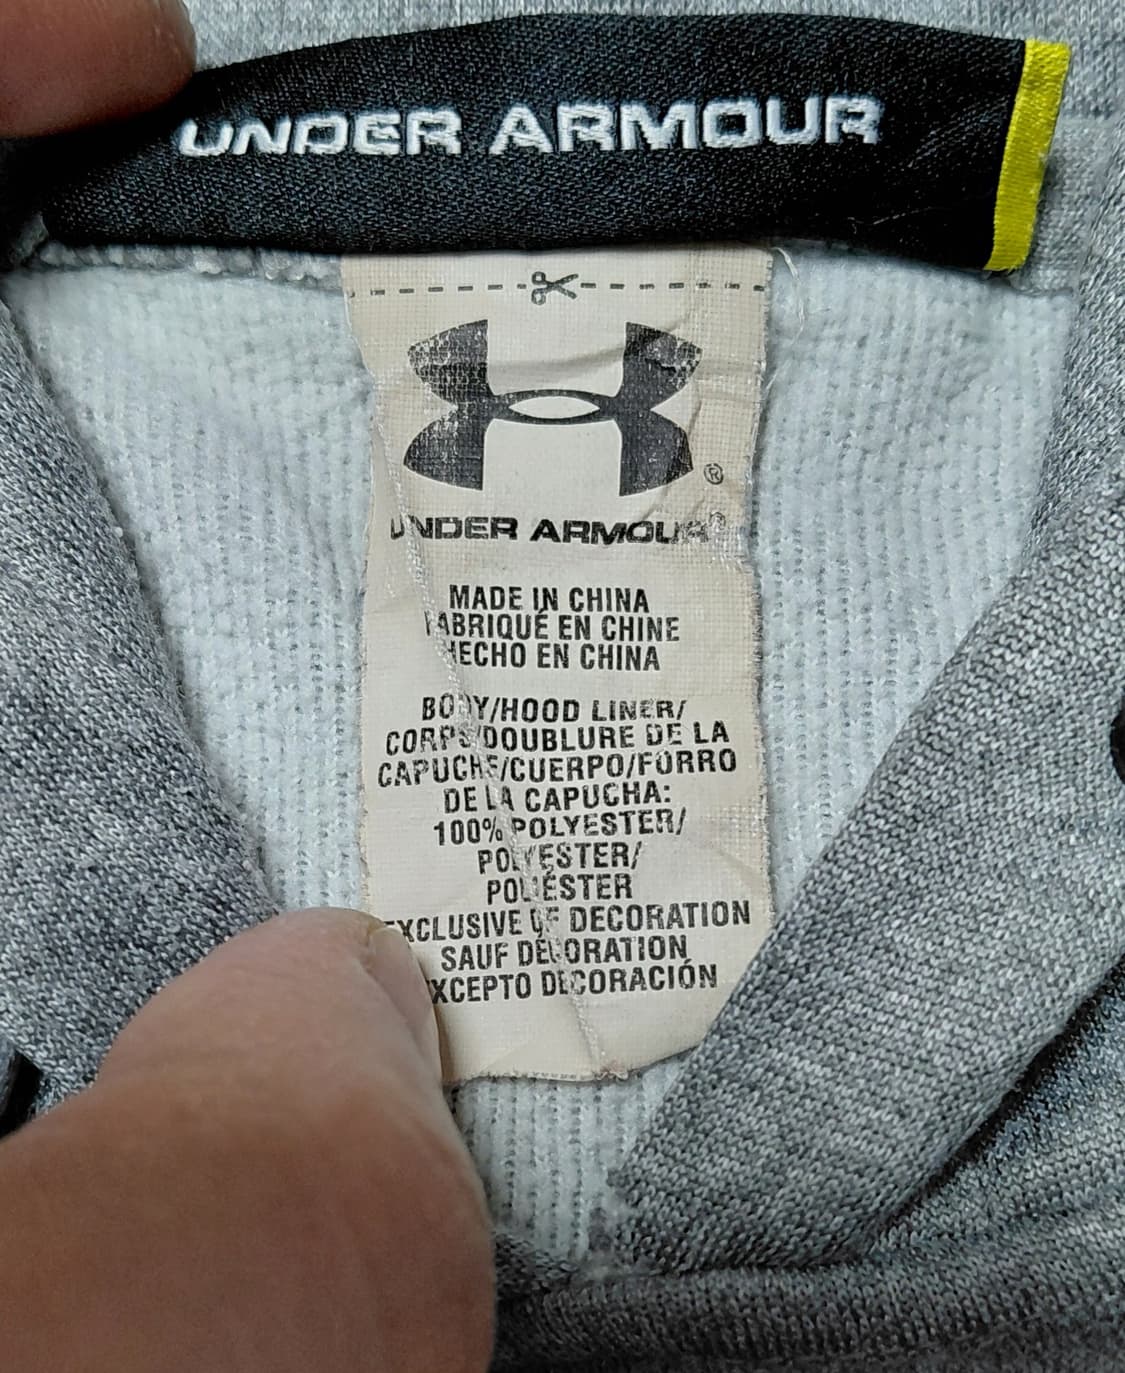 UNDER ARMOUR
®
UNDER ARMOUR®
MADE IN CHINA
FABRIQUÉ EN CHINE
HECHO EN CHINA
BODY/HOOD LINER/
CORPS/DOUBLURE DE LA
CAPUCHE/CUERPO/FORRO
DE LA CAPUCHA:
100% POLYESTER/
POLYESTER/
POLIÉSTER
EXCLUSIVE OF DECORATION
SAUF DÉCORATION
EXCEPTO DECORACIÓN